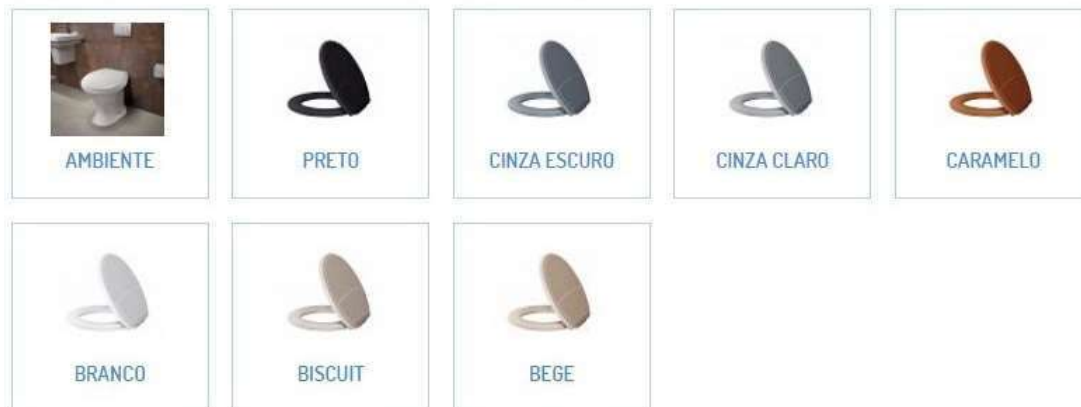 AMBIENTE
PRETO
CINZA ESCURO
CINZA CLARO
CARAMELO
BRANCO
BISCUIT
BEGE